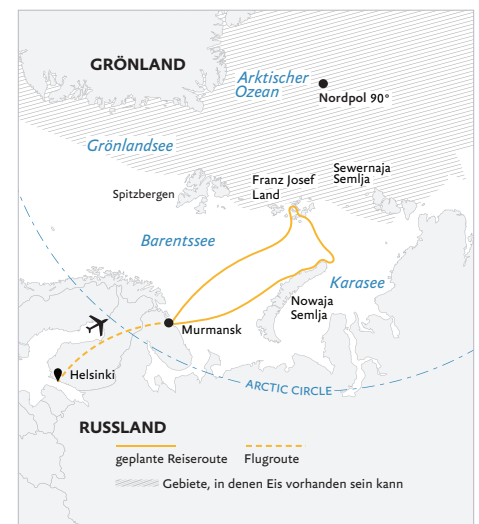 GRÖNLAND
Arktischer
Ozean
Nordpol 90°
Grönlandsee
Sewernaja
Semlja
Franz Josef
Land
Spitzbergen
Barentssee
Karasee
Nowaja
Semlja
Murmansk
Helsinki
ARCTIC CIRCLE
RUSSLAND
geplante Reiseroute Flugroute
Gebiete, in denen Eis vorhanden sein kann